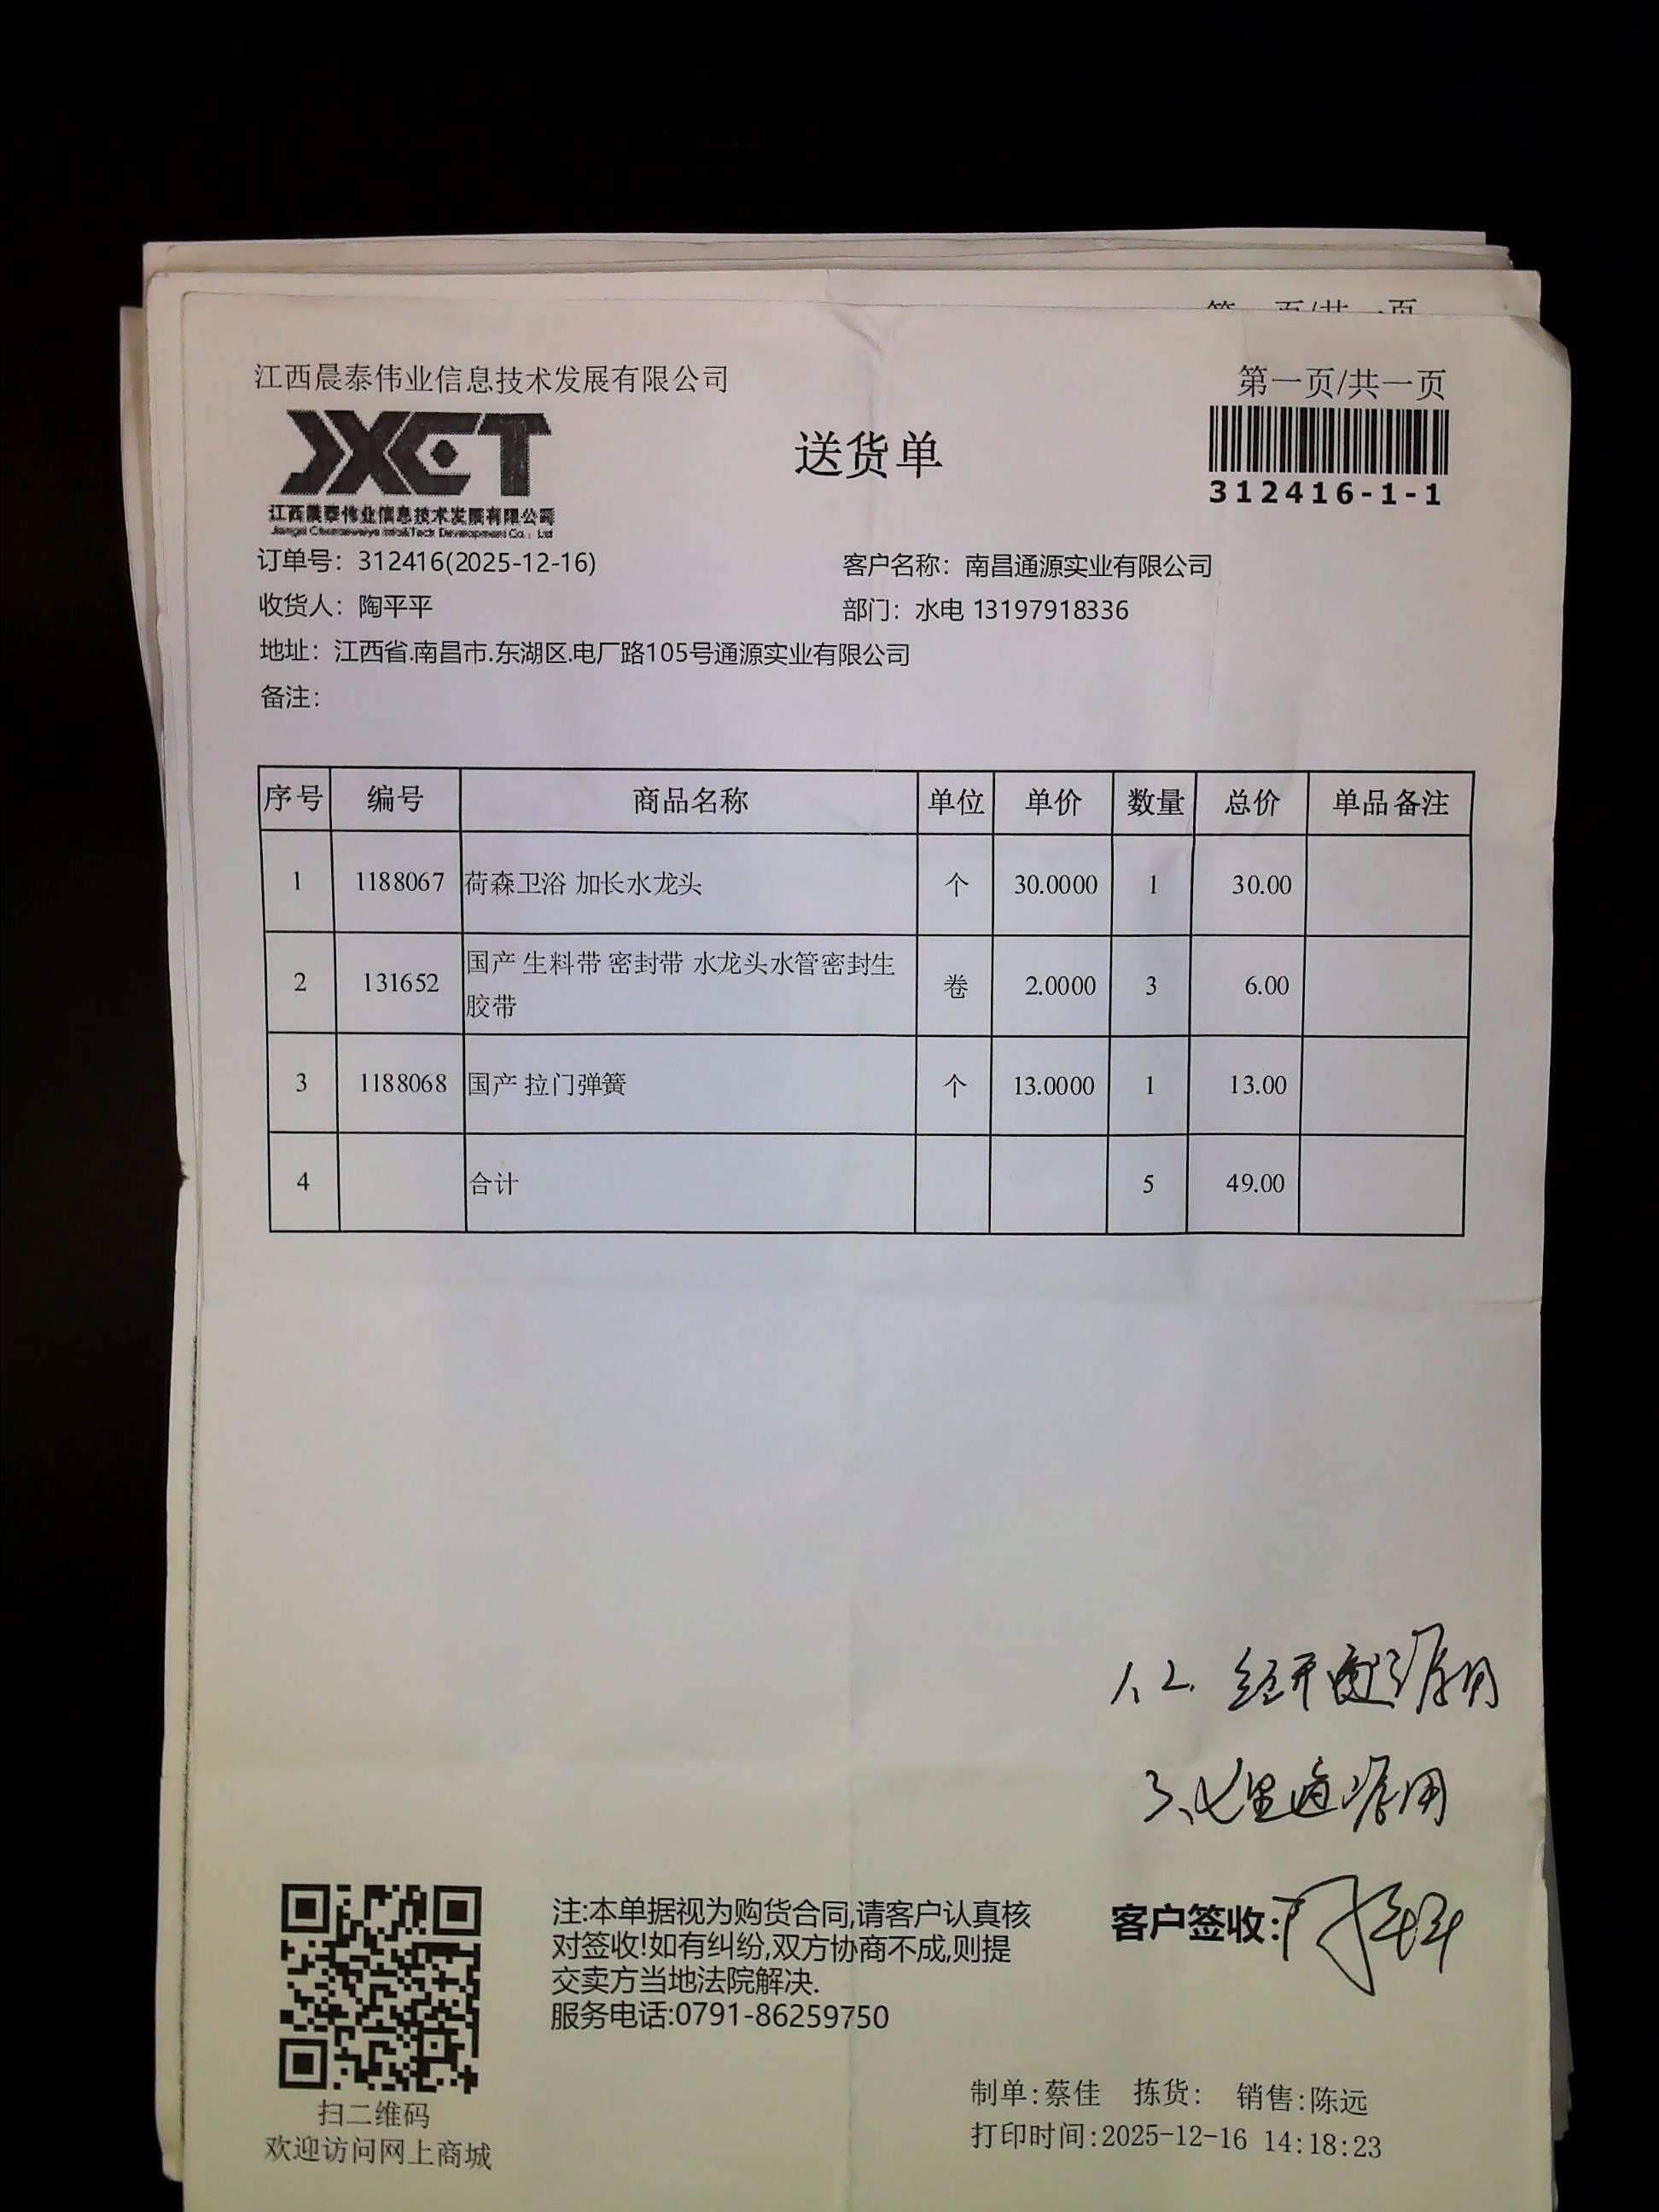 江西晨泰伟业信息技术发展有限公司
第一页/共一页
JXCT
江西晨泰伟业信息技术发展有限公司
送货单
312416-1-1
订单号：312416(2025-12-16)
客户名称：南昌通源实业有限公司
收货人：陶平平
部门：水电 13197918336
地址：江西省.南昌市.东湖区.电厂路105号通源实业有限公司
备注：
序号 编号 商品名称 单位 单价 数量 总价 单品备注
1 1188067 荷森卫浴 加长水龙头 个 30.0000 1 30.00
2 131652 国产 生料带 密封带 水龙头水管密封生胶带 卷 2.0000 3 6.00
3 1188068 国产 拉门弹簧 个 13.0000 1 13.00
4 合计 5 49.00
1、2、经开通源用
3、七里通源用
注:本单据视为购货合同,请客户认真核
对签收!如有纠纷,双方协商不成,则提
交卖方当地法院解决.
服务电话:0791-86259750
客户签收:
扫二维码
欢迎访问网上商城
制单:蔡佳 拣货: 销售:陈远
打印时间:2025-12-16 14:18:23